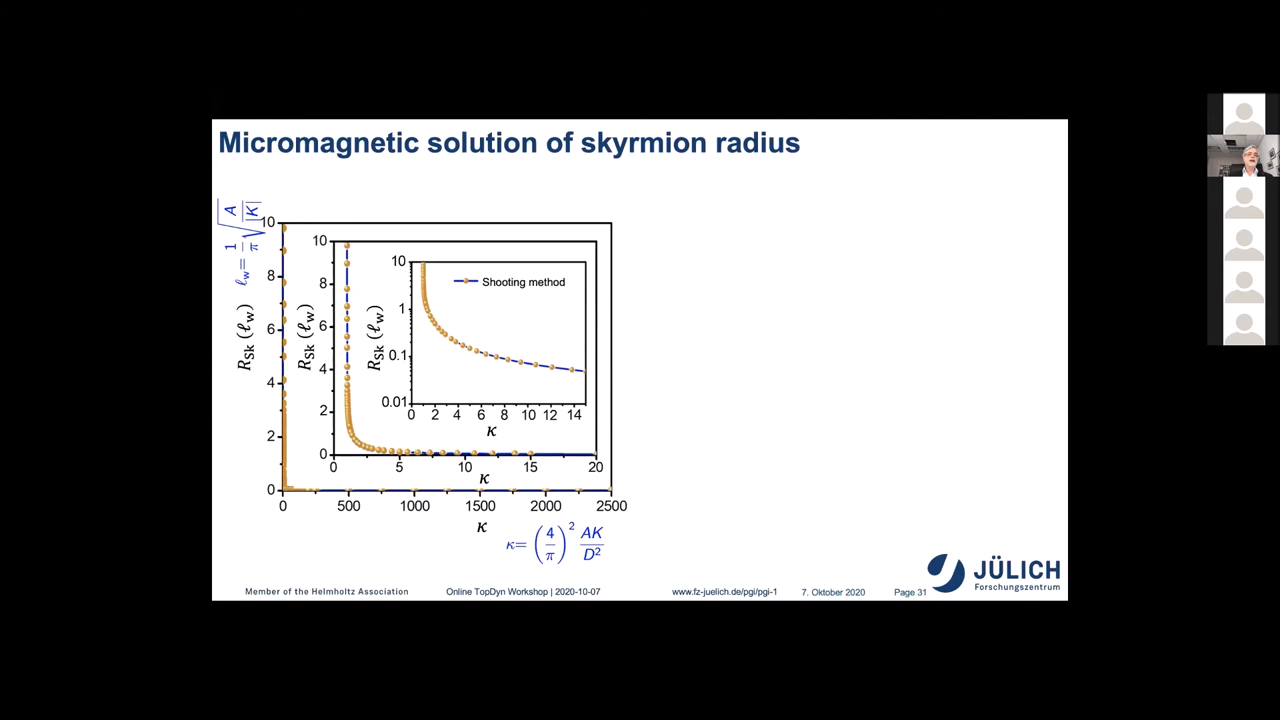 Micromagnetic solution of skyrmion radius
ℓw = 1/π √(A/|K|)
RSk (ℓw)
10
8
6
4
2
0
0 500 1000 1500 2000 2500
κ
κ= (4/π)² AK/D²
RSk (ℓw)
10
8
6
4
2
0
0 5 10 15 20
κ
RSk (ℓw)
10
1
0.1
0.01
0 2 4 6 8 10 12 14
κ
Shooting method
JÜLICH
Forschungszentrum
Member of the Helmholtz Association Online TopDyn Workshop | 2020-10-07 www.fz-juelich.de/pgi/pgi-1 7. Oktober 2020 Page 31